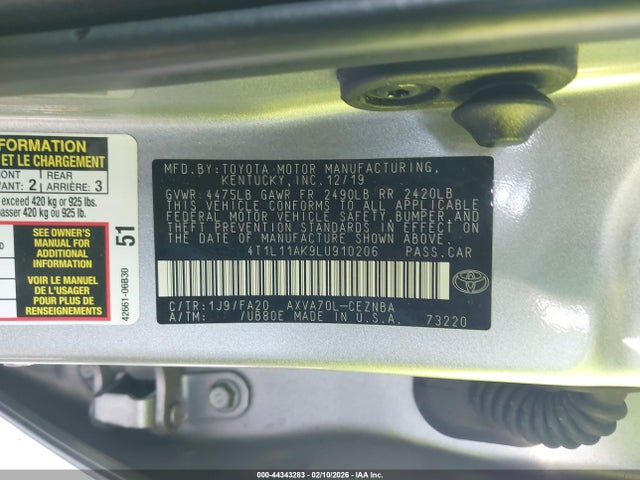 FORMATION
ET LE CHARGEMENT
ONT
ANT: 2
REAR
ARRIÈRE: 3
exceed 420 kg or 925 lbs.
passer 420 kg ou 925 lb.
SEE OWNER'S
MANUAL FOR
ADDITIONAL
INFORMATION
VOIR LE MANUEL
DE L'USAGER
POUR PLUS DE
RENSEIGNEMENTS
51
42661-06B30
MFD.BY: TOYOTA MOTOR MANUFACTURING,
KENTUCKY, INC. 12/19
GVWR 4475LB GAWR FR 2490LB RR 2420LB
THIS VEHICLE CONFORMS TO ALL APPLICABLE
FEDERAL MOTOR VEHICLE SAFETY, BUMPER, AND
THEFT PREVENTION STANDARDS IN EFFECT ON
THE DATE OF MANUFACTURE SHOWN ABOVE.
4T1L11AK9LU910206 PASS.CAR
C/TR: 1J9/FA20 AXVA70L-CEZNBA
A/TM: /UB80E MADE IN U.S.A. 73220
TOYOTA
000-44343283 - 02/10/2026 - IAA, Inc.